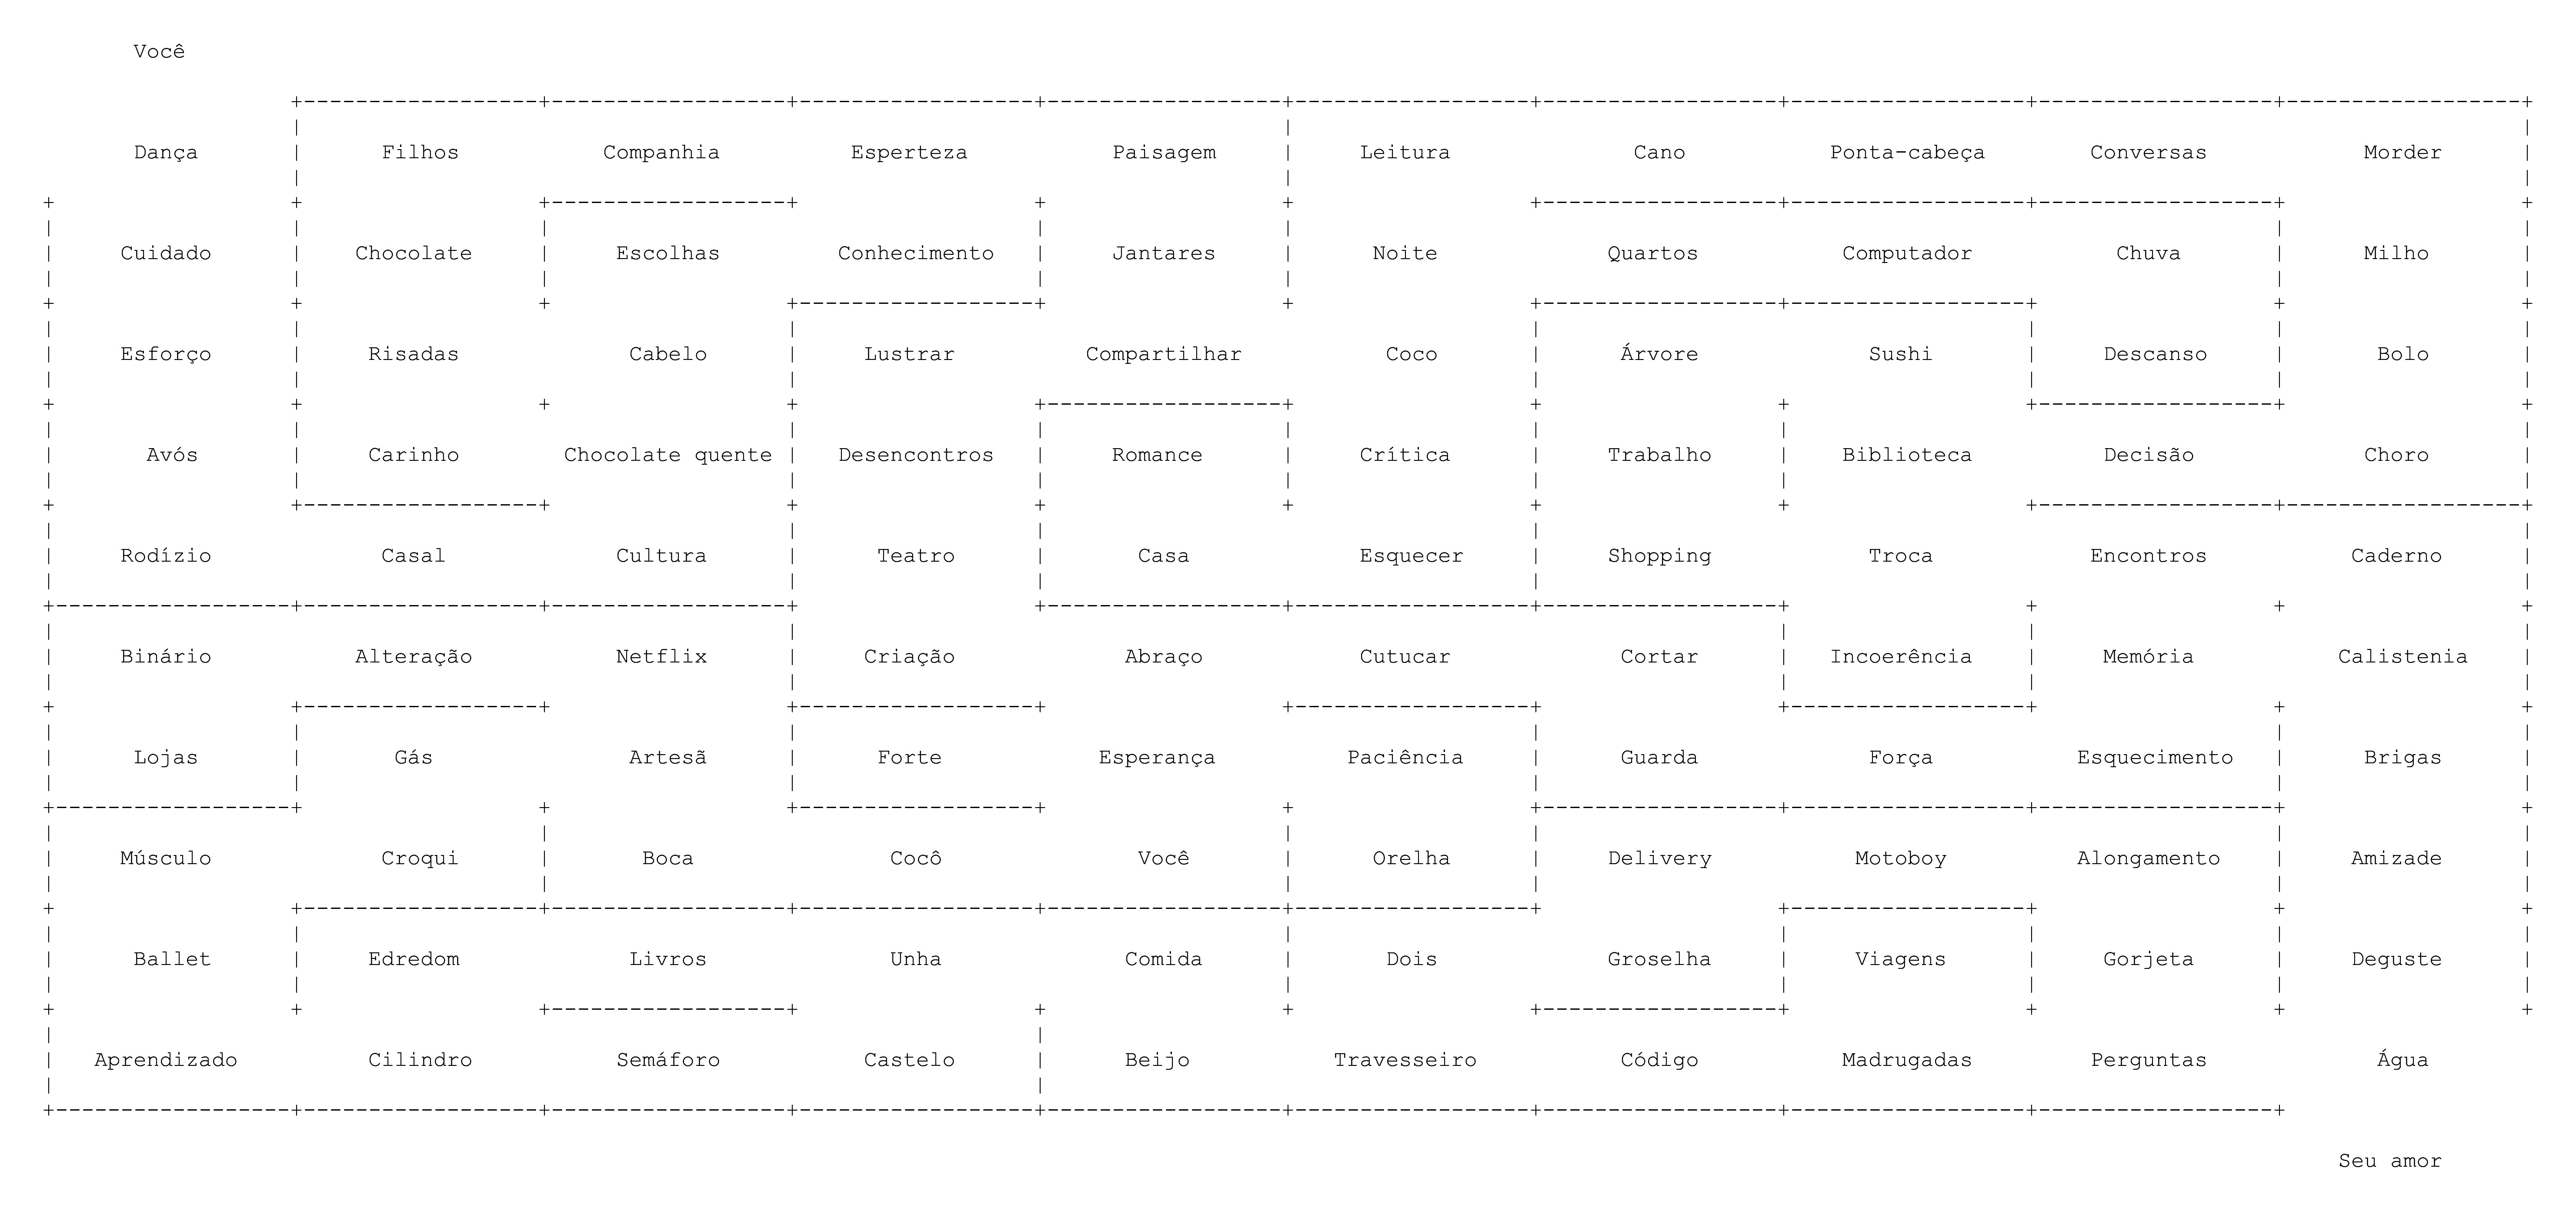 Você
Dança Filhos Companhia Esperteza Paisagem Leitura Cano Ponta-cabeça Conversas Morder
Cuidado Chocolate Escolhas Conhecimento Jantares Noite Quartos Computador Chuva Milho
Esforço Risadas Cabelo Lustrar Compartilhar Coco Árvore Sushi Descanso Bolo
Avós Carinho Chocolate quente Desencontros Romance Crítica Trabalho Biblioteca Decisão Choro
Rodízio Casal Cultura Teatro Casa Esquecer Shopping Troca Encontros Caderno
Binário Alteração Netflix Criação Abraço Cutucar Cortar Incoerência Memória Calistenia
Lojas Gás Artesã Forte Esperança Paciência Guarda Força Esquecimento Brigas
Músculo Croqui Boca Cocô Você Orelha Delivery Motoboy Alongamento Amizade
Ballet Edredom Livros Unha Comida Dois Groselha Viagens Gorjeta Deguste
Aprendizado Cilindro Semáforo Castelo Beijo Travesseiro Código Madrugadas Perguntas Água
Seu amor